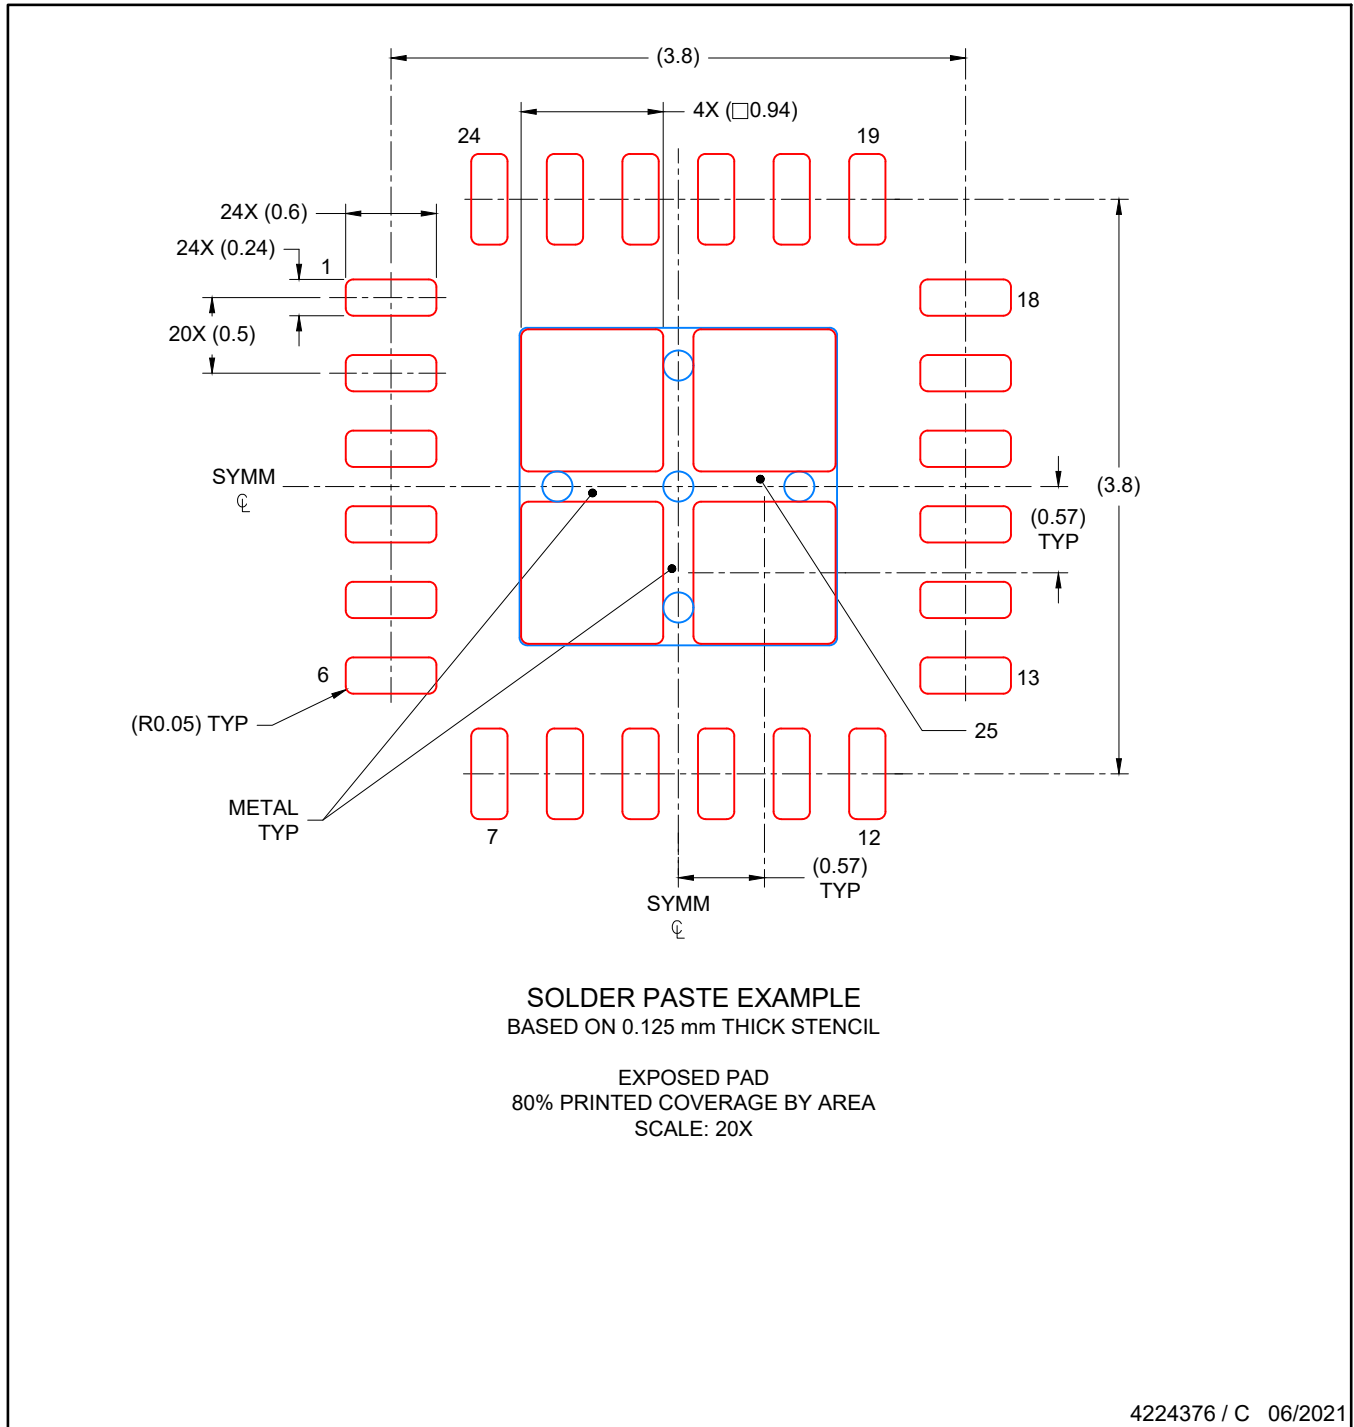 (3.8)
4X (□0.94)
24
19
24X (0.6)
24X (0.24)
1
18
20X (0.5)
SYMM
℄
(3.8)
(0.57)
TYP
6
13
(R0.05) TYP
25
METAL
TYP
7
12
(0.57)
TYP
SYMM
℄
SOLDER PASTE EXAMPLE
BASED ON 0.125 mm THICK STENCIL
EXPOSED PAD
80% PRINTED COVERAGE BY AREA
SCALE: 20X
4224376 / C 06/2021